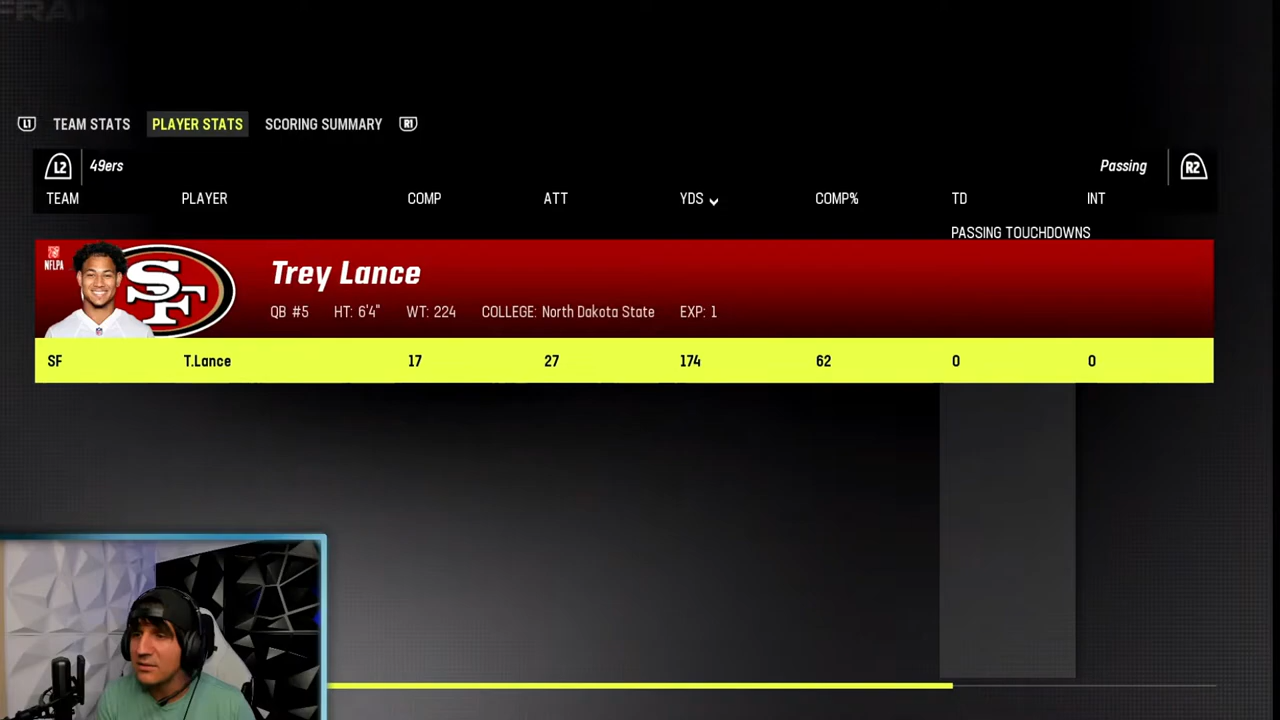 FRAN
L1 TEAM STATS PLAYER STATS SCORING SUMMARY R1
L2 49ers Passing R2
TEAM PLAYER COMP ATT YDS COMP% TD INT
PASSING TOUCHDOWNS
NFLPA SF Trey Lance
QB #5 HT: 6'4" WT: 224 COLLEGE: North Dakota State EXP: 1
SF T.Lance 17 27 174 62 0 0